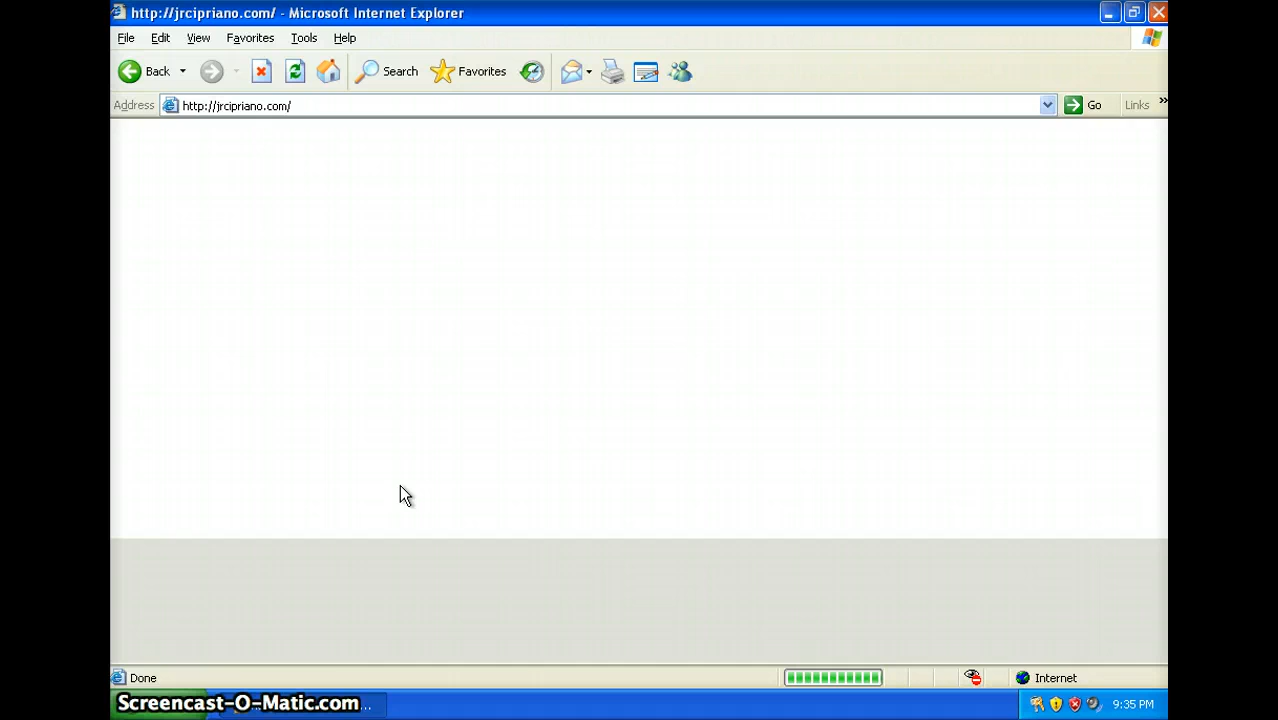 http://jrcipriano.com/ - Microsoft Internet Explorer
File Edit View Favorites Tools Help
Back Search Favorites
Address http://jrcipriano.com/ Go Links »
Done Internet
Screencast-O-Matic.com ... 9:35 PM